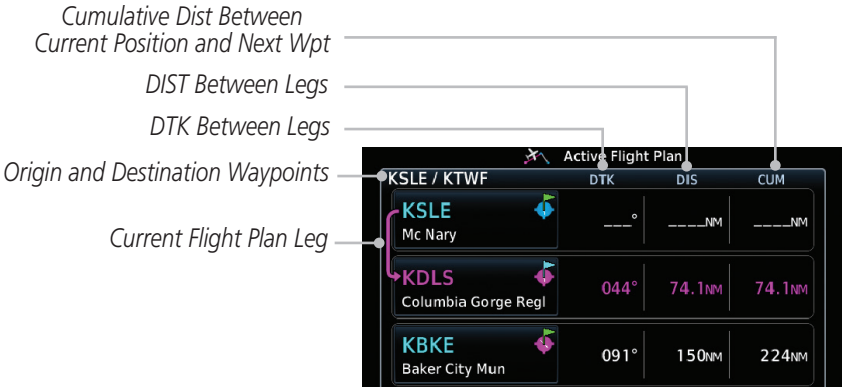 Cumulative Dist Between
Current Position and Next Wpt
DIST Between Legs
DTK Between Legs
Origin and Destination Waypoints
Current Flight Plan Leg
Active Flight Plan
KSLE / KTWF DTK DIS CUM
KSLE
Mc Nary
___° ____NM ____NM
KDLS
Columbia Gorge Regl
044° 74.1NM 74.1NM
KBKE
Baker City Mun
091° 150NM 224NM